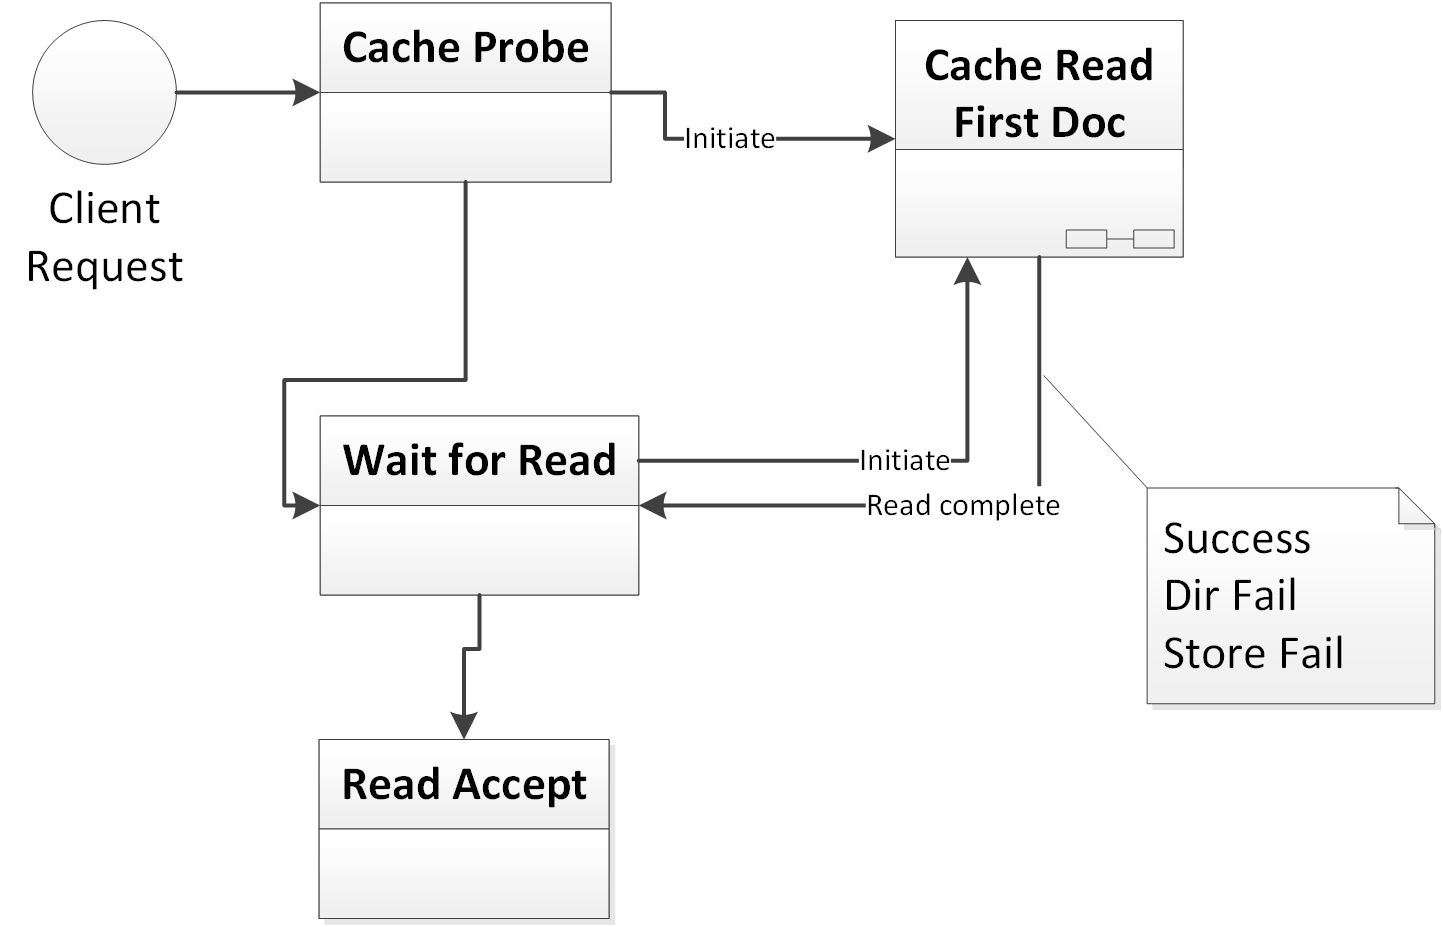 Cache Probe
Cache Read
First Doc
Initiate
Client
Request
Wait for Read
Initiate
Read complete
Success
Dir Fail
Store Fail
Read Accept